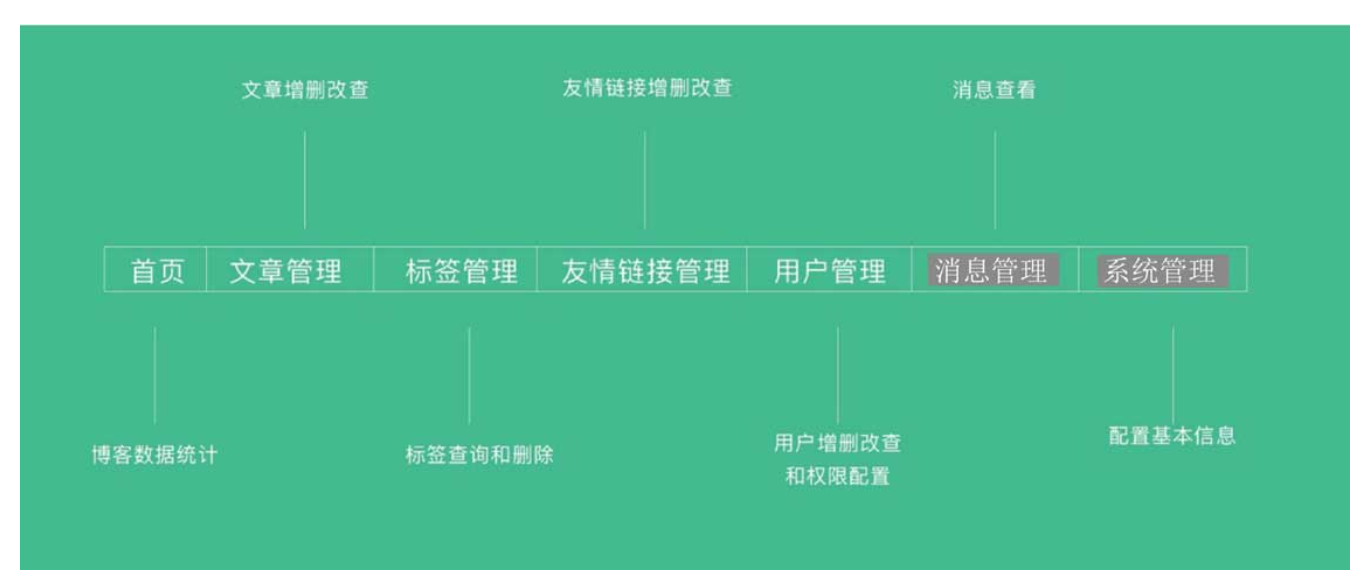 文章增删改查
友情链接增删改查
消息查看
首页
文章管理
标签管理
友情链接管理
用户管理
消息管理
系统管理
博客数据统计
标签查询和删除
用户增删改查
和权限配置
配置基本信息